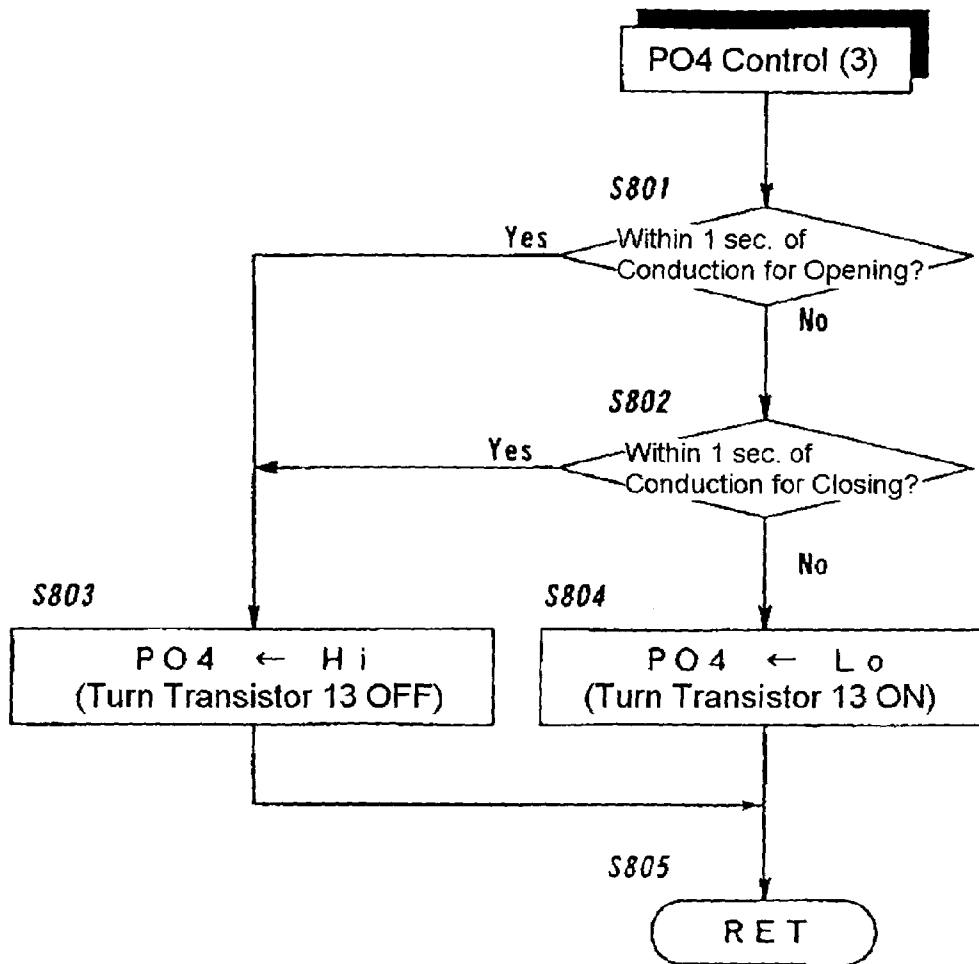 PO4 Control (3)
S801
Yes
Within 1 sec. of
Conduction for Opening?
No
S802
Yes
Within 1 sec. of
Conduction for Closing?
No
S803
PO4 ← Hi
(Turn Transistor 13 OFF)
S804
PO4 ← Lo
(Turn Transistor 13 ON)
S805
RET